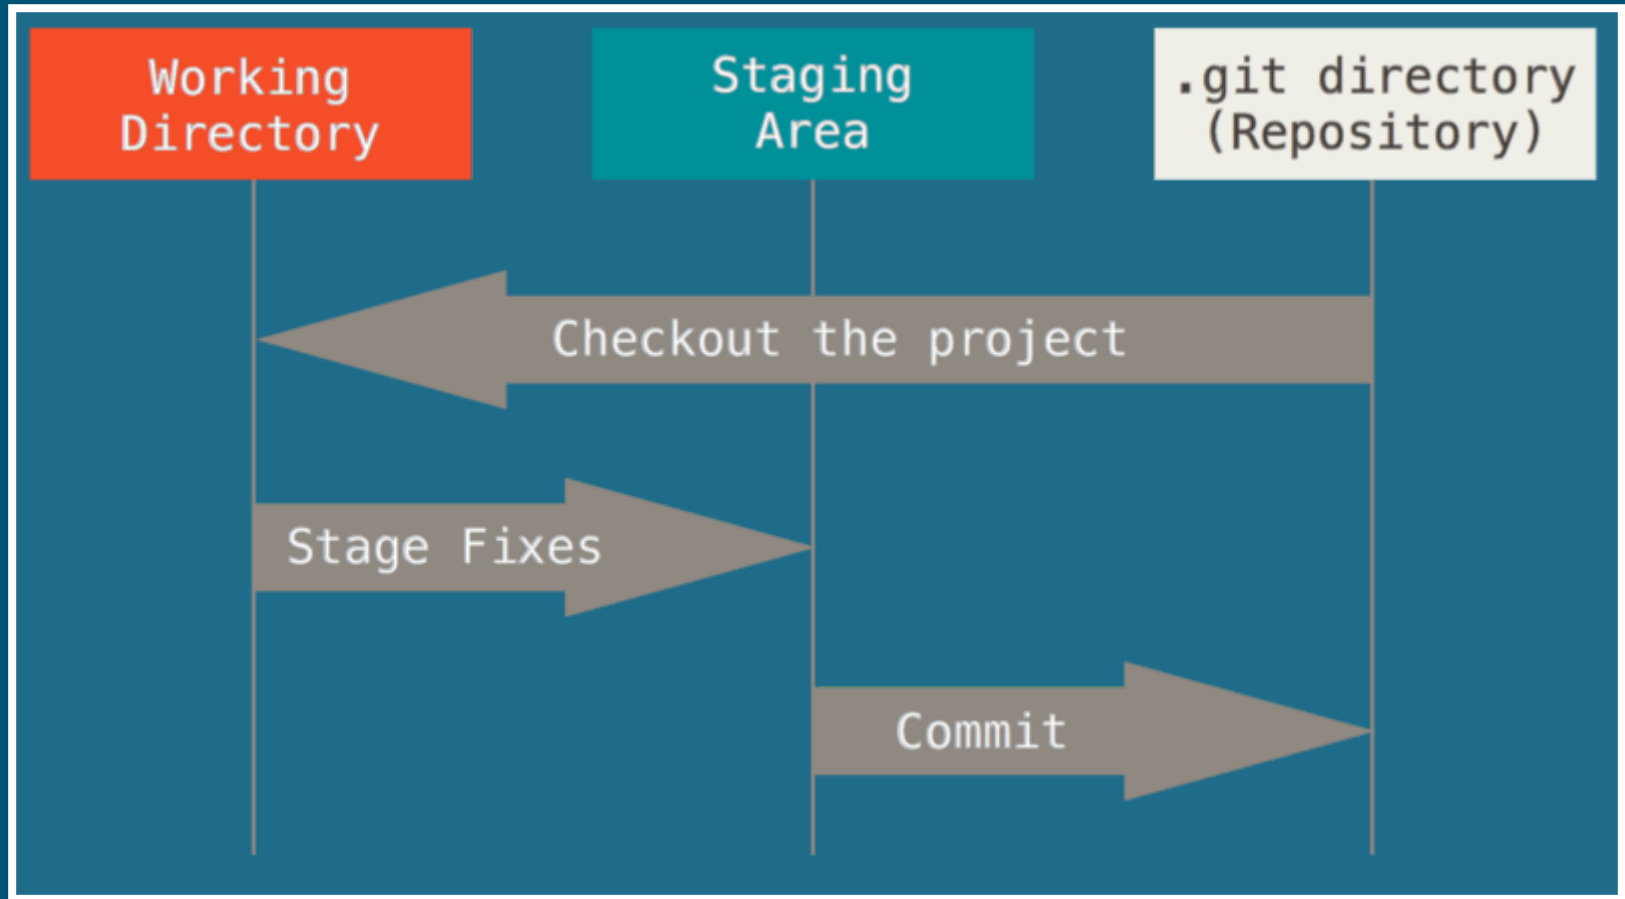 Working
Directory
Staging
Area
.git directory
(Repository)
Checkout the project
Stage Fixes
Commit